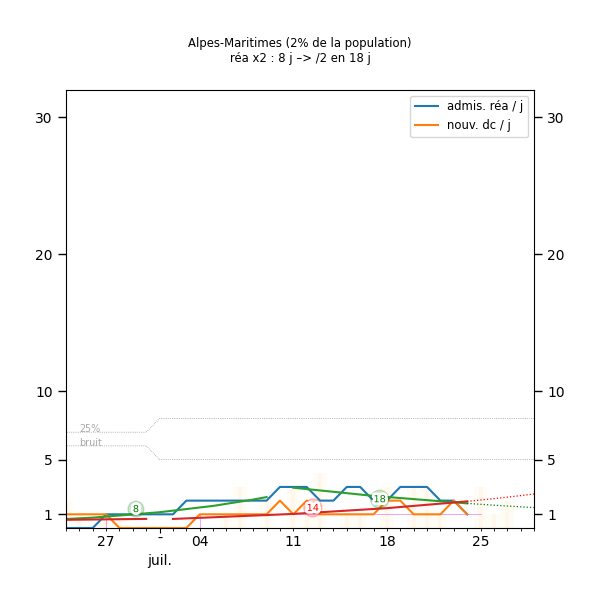 Alpes-Maritimes (2% de la population)
réa x2 : 8 j –> /2 en 18 j
admis. réa / j
nouv. dc / j
30 30
20 20
10 10
25%
bruit
5 5
8 14 18
1 1
27 - 04 11 18 25
juil.